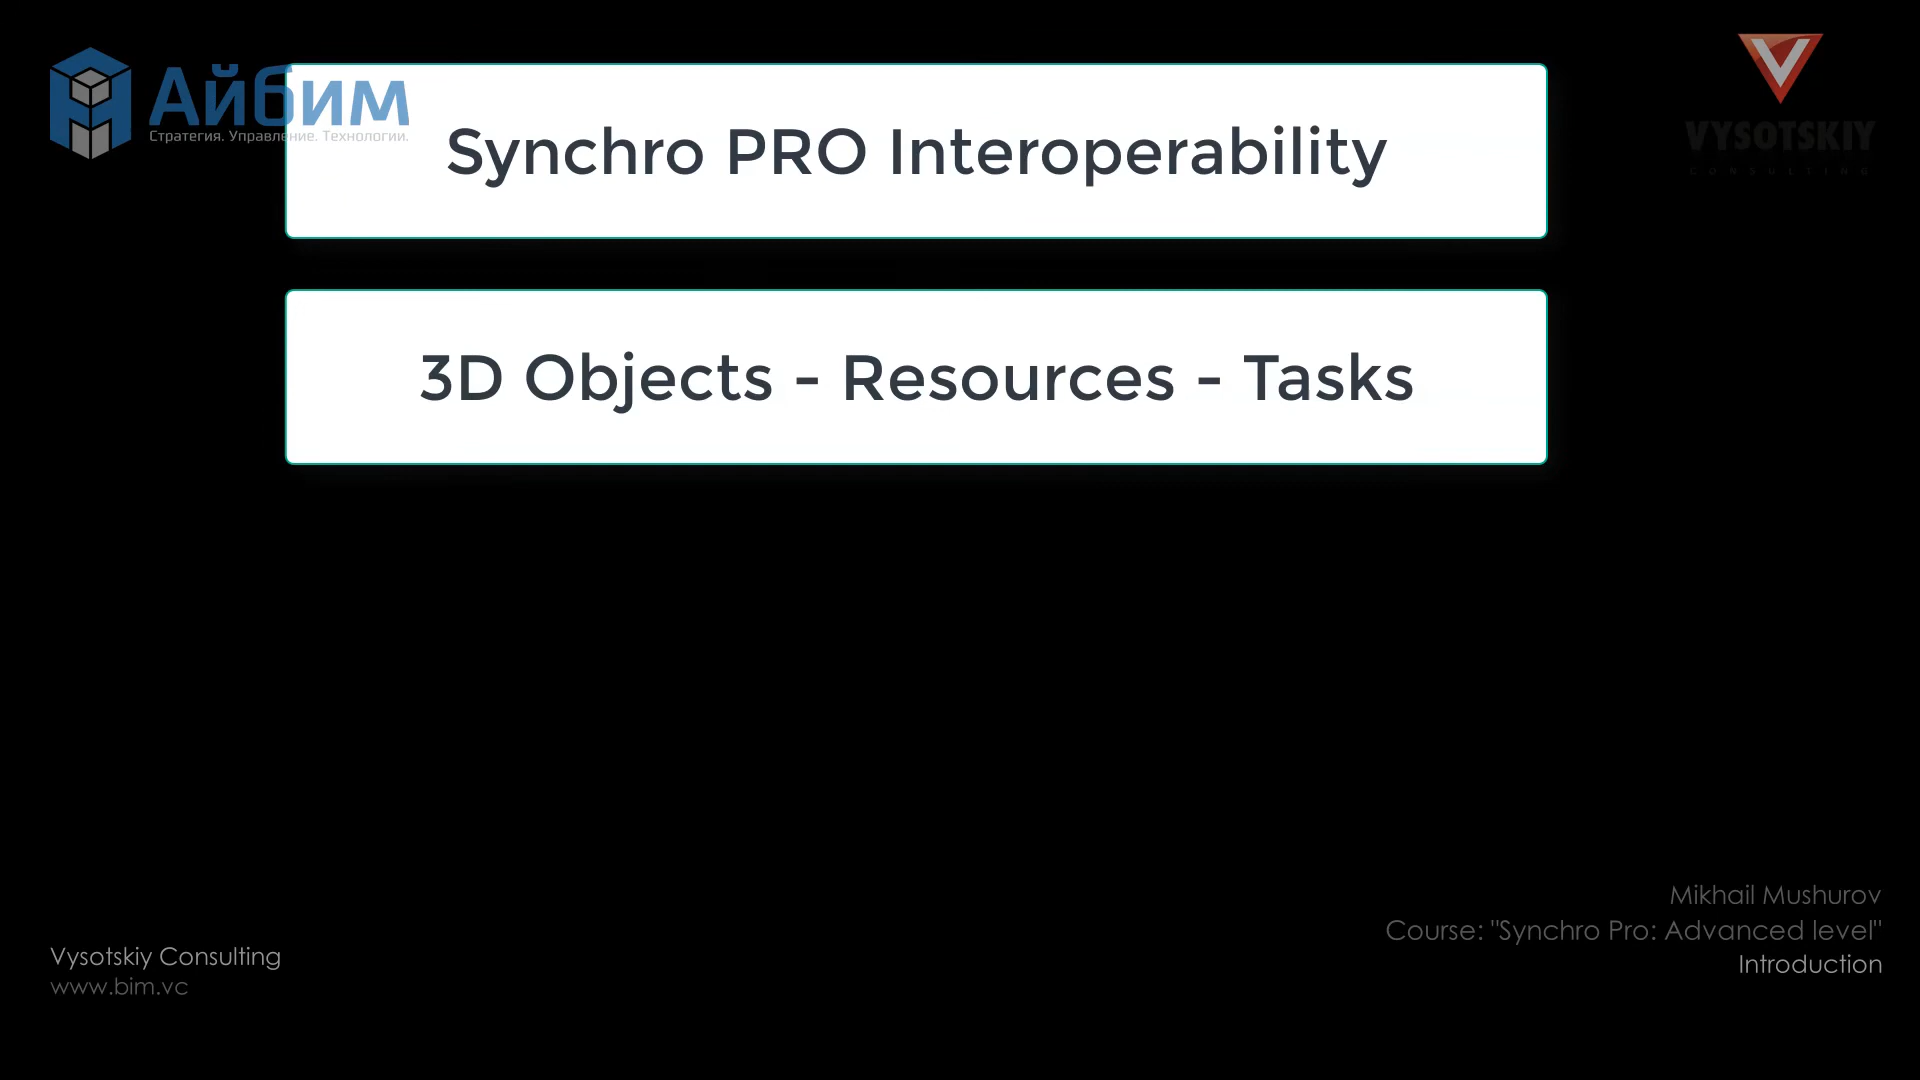 Айбим
Стратегия. Управление. Технологии.
Synchro PRO Interoperability
VYSOTSKIY
CONSULTING
3D Objects - Resources - Tasks
Mikhail Mushurov
Course: "Synchro Pro: Advanced level"
Introduction
Vysotskiy Consulting
www.bim.vc